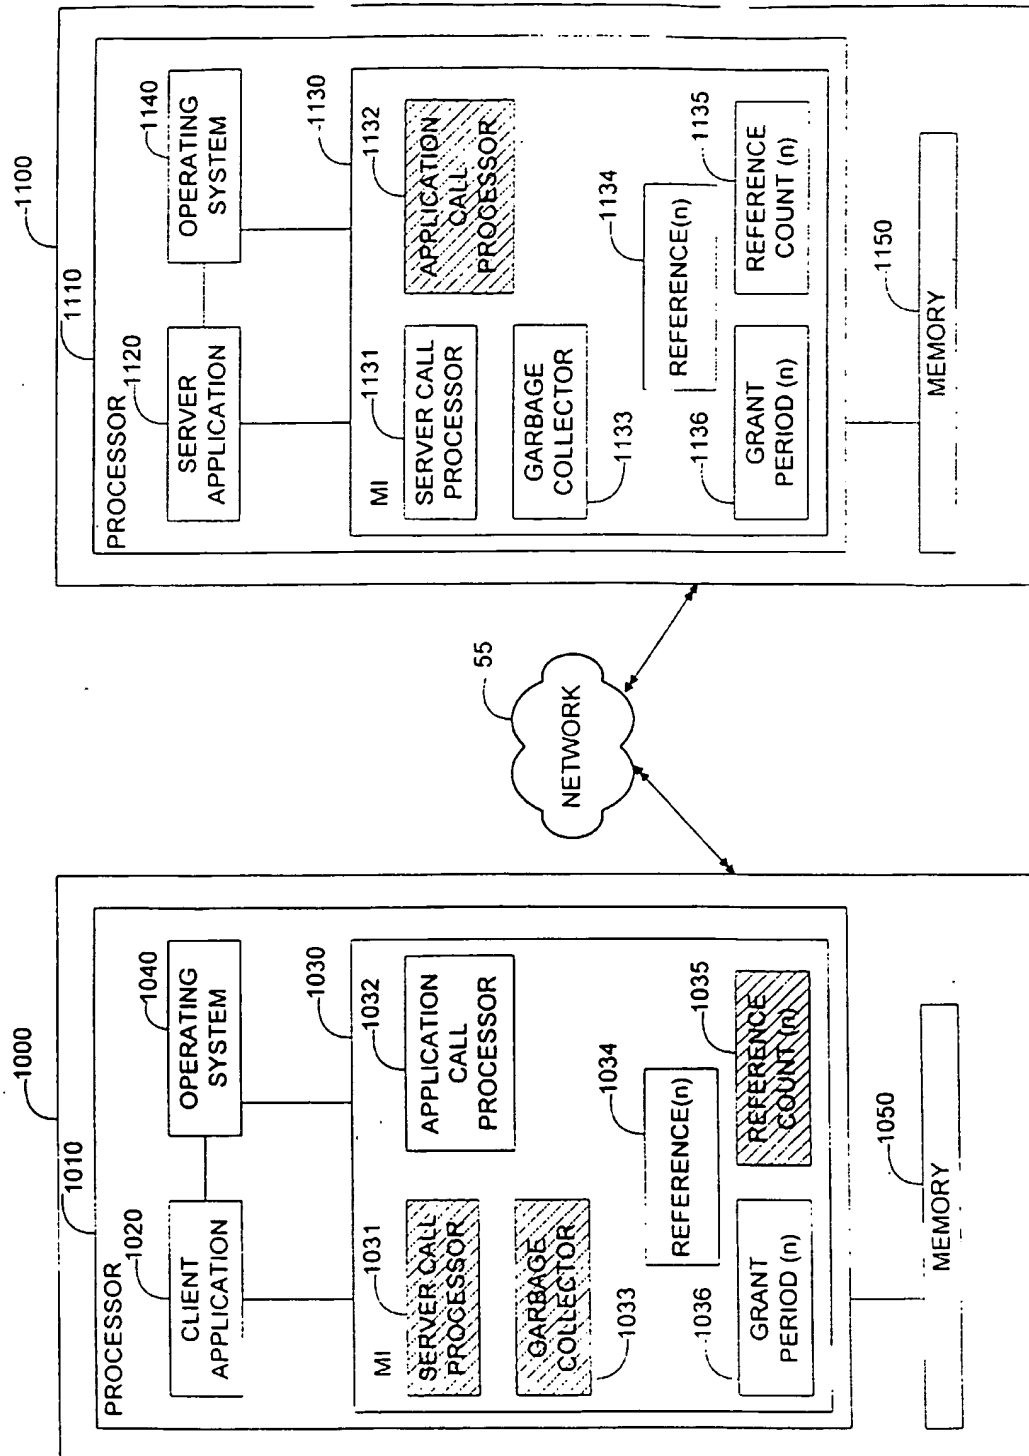 1000
1010
PROCESSOR
1020
CLIENT
APPLICATION
1040
OPERATING
SYSTEM
1030
MI
1031
SERVER CALL
PROCESSOR
1032
APPLICATION
CALL
PROCESSOR
GARBAGE
COLLECTOR
1033
1034
REFERENCE(n)
1035
REFERENCE
COUNT (n)
1036
GRANT
PERIOD (n)
1050
MEMORY
55
NETWORK
1100
1110
PROCESSOR
1120
SERVER
APPLICATION
1140
OPERATING
SYSTEM
1130
MI
1131
SERVER CALL
PROCESSOR
1132
APPLICATION
CALL
PROCESSOR
GARBAGE
COLLECTOR
1133
1134
REFERENCE(n)
1135
REFERENCE
COUNT (n)
1136
GRANT
PERIOD (n)
1150
MEMORY